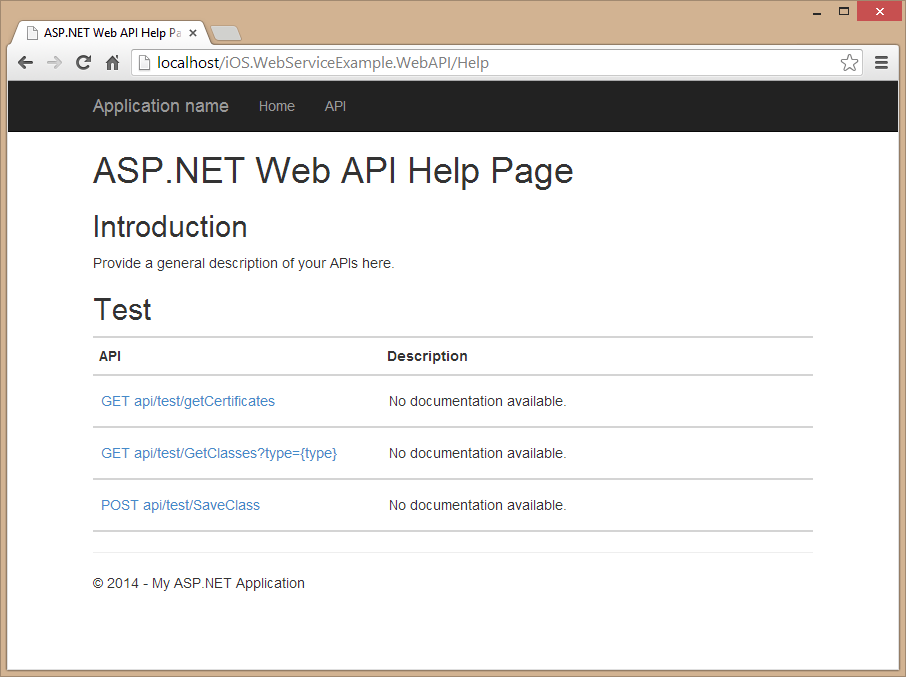 ASP.NET Web API Help Pa
localhost/iOS.WebServiceExample.WebAPI/Help
Application name Home API
ASP.NET Web API Help Page
Introduction
Provide a general description of your APIs here.
Test
API Description
GET api/test/getCertificates No documentation available.
GET api/test/GetClasses?type={type} No documentation available.
POST api/test/SaveClass No documentation available.
© 2014 - My ASP.NET Application